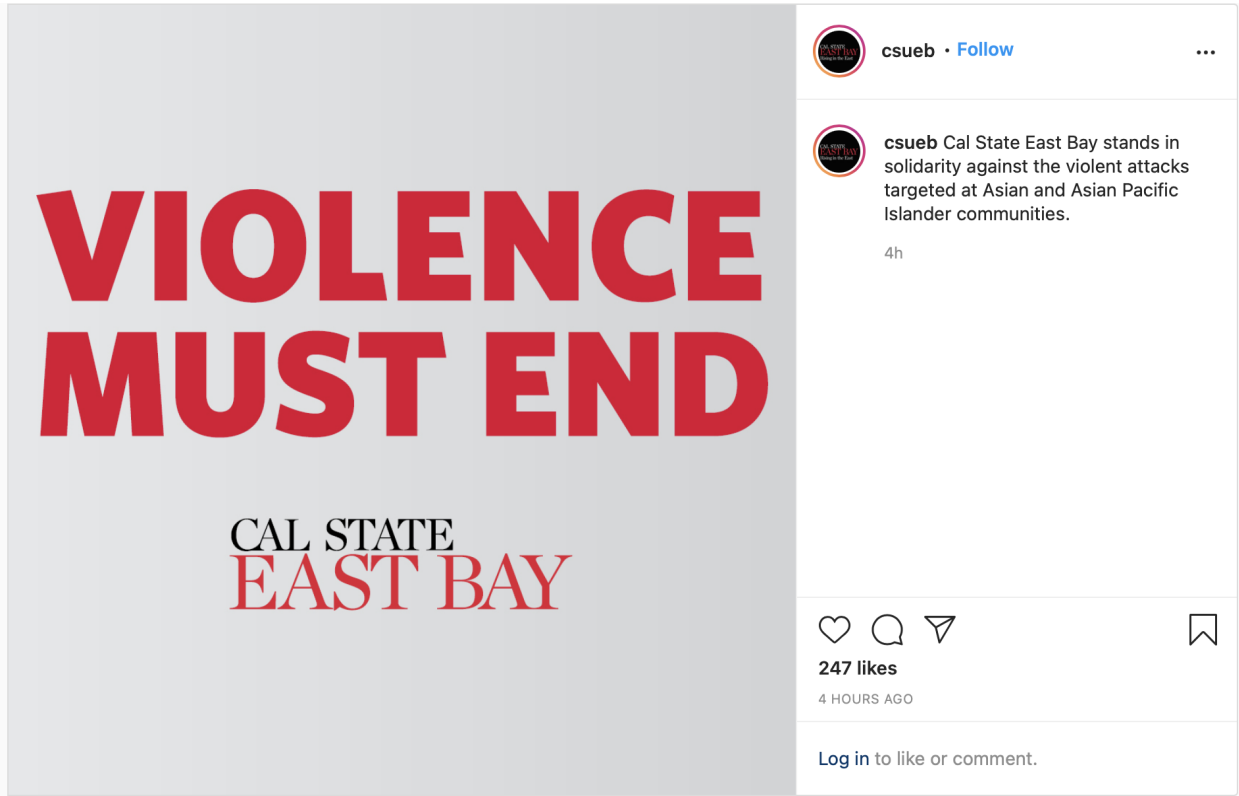 VIOLENCE
MUST END
CAL STATE
EAST BAY
csueb • Follow
csueb Cal State East Bay stands in
solidarity against the violent attacks
targeted at Asian and Asian Pacific
Islander communities.
4h
247 likes
4 HOURS AGO
Log in to like or comment.